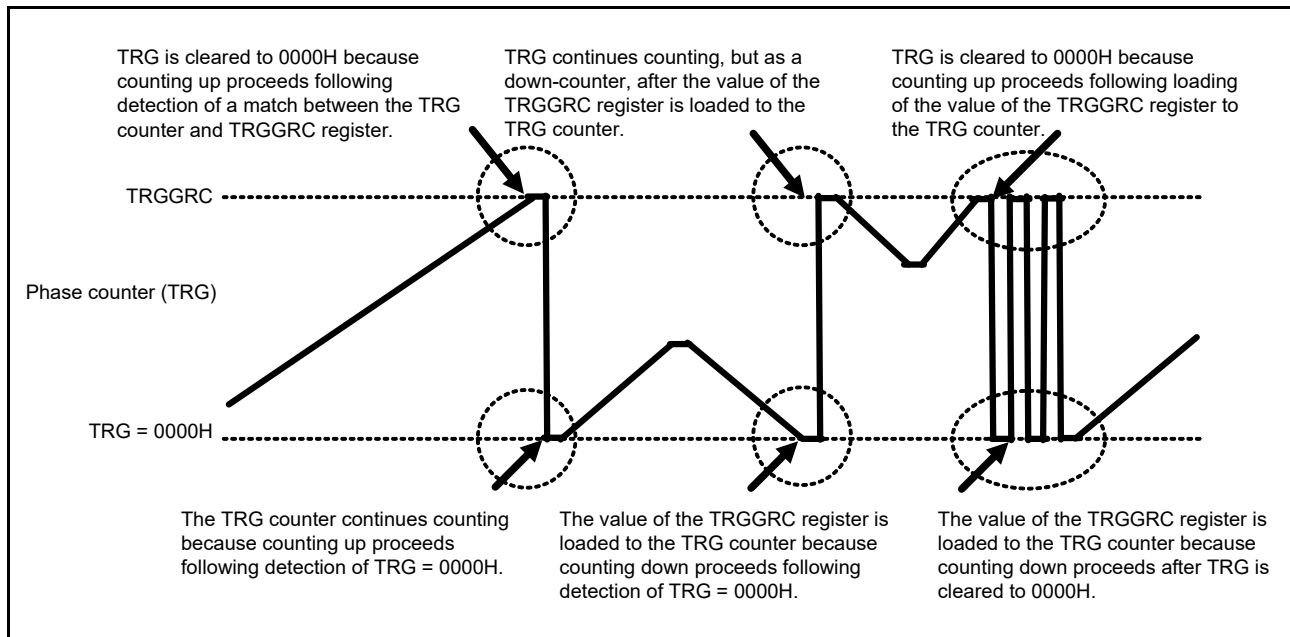 TRG is cleared to 0000H because
counting up proceeds following
detection of a match between the TRG
counter and TRGGRC register.
TRG continues counting, but as a
down-counter, after the value of the
TRGGRC register is loaded to the
TRG counter.
TRG is cleared to 0000H because
counting up proceeds following loading
of the value of the TRGGRC register to
the TRG counter.
TRGGRC
Phase counter (TRG)
TRG = 0000H
The TRG counter continues counting
because counting up proceeds
following detection of TRG = 0000H.
The value of the TRGGRC register is
loaded to the TRG counter because
counting down proceeds following
detection of TRG = 0000H.
The value of the TRGGRC register is
loaded to the TRG counter because
counting down proceeds after TRG is
cleared to 0000H.